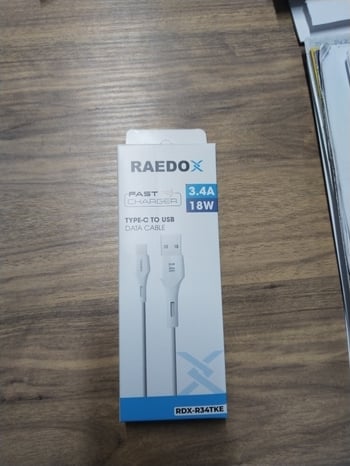 RAEDOX
FAST
CHARGER
3.4A
18W
TYPE-C TO USB
DATA CABLE
RDX-R34TKE